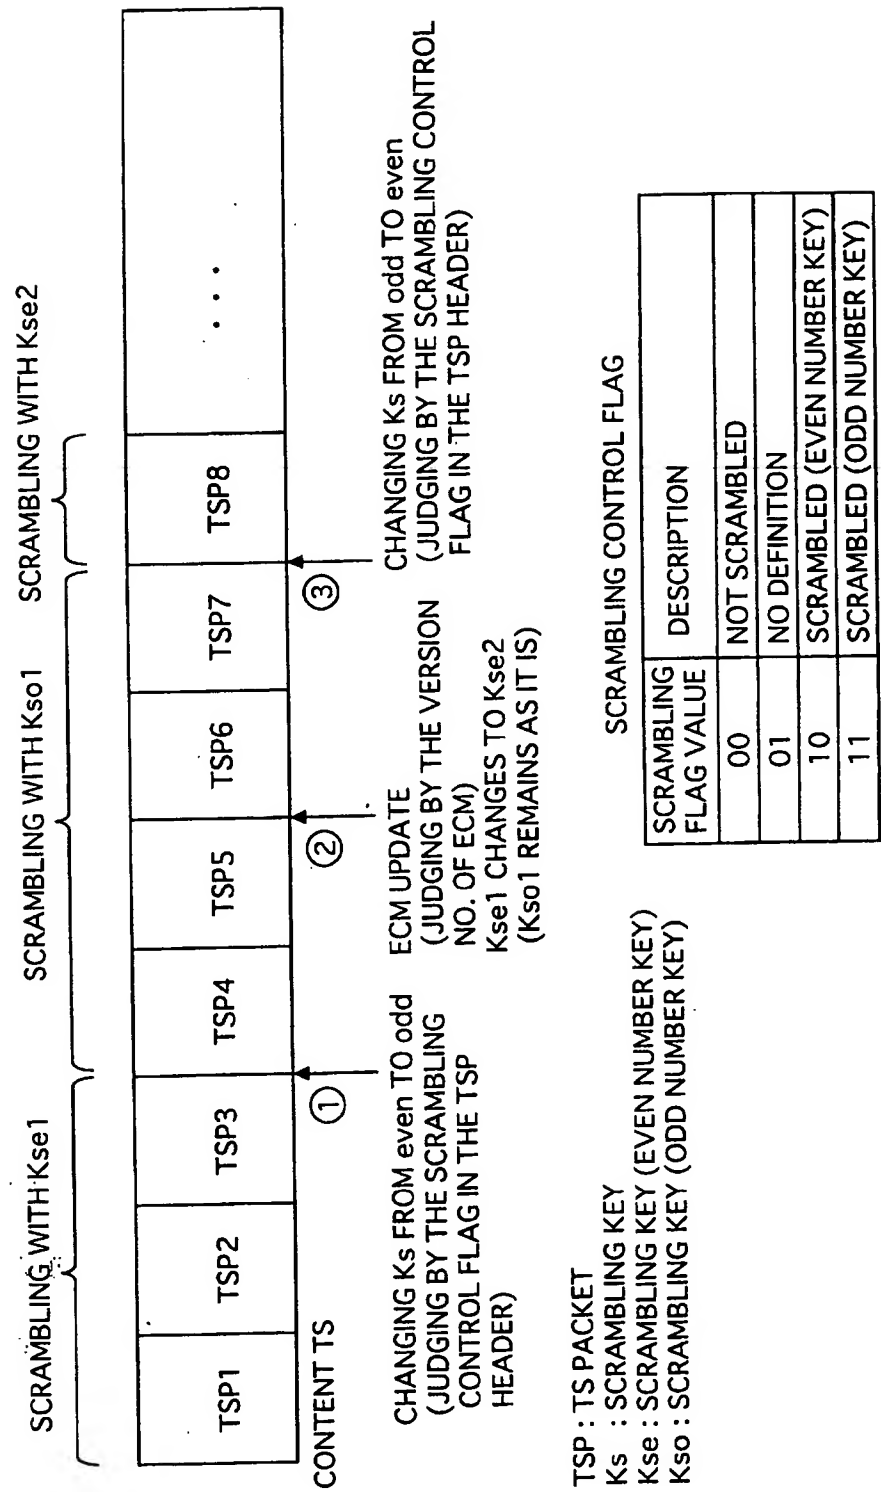 SCRAMBLING WITH Kse1
SCRAMBLING WITH Kso1
SCRAMBLING WITH Kse2
TSP1
TSP2
TSP3
TSP4
TSP5
TSP6
TSP7
TSP8
. . .
CONTENT TS
①
②
③
CHANGING Ks FROM even TO odd
(JUDGING BY THE SCRAMBLING
CONTROL FLAG IN THE TSP
HEADER)
ECM UPDATE
(JUDGING BY THE VERSION
NO. OF ECM)
Kse1 CHANGES TO Kse2
(Kso1 REMAINS AS IT IS)
CHANGING Ks FROM odd TO even
(JUDGING BY THE SCRAMBLING CONTROL
FLAG IN THE TSP HEADER)
TSP : TS PACKET
Ks : SCRAMBLING KEY
Kse : SCRAMBLING KEY (EVEN NUMBER KEY)
Kso : SCRAMBLING KEY (ODD NUMBER KEY)
SCRAMBLING CONTROL FLAG
SCRAMBLING
FLAG VALUE
DESCRIPTION
00 NOT SCRAMBLED
01 NO DEFINITION
10 SCRAMBLED (EVEN NUMBER KEY)
11 SCRAMBLED (ODD NUMBER KEY)